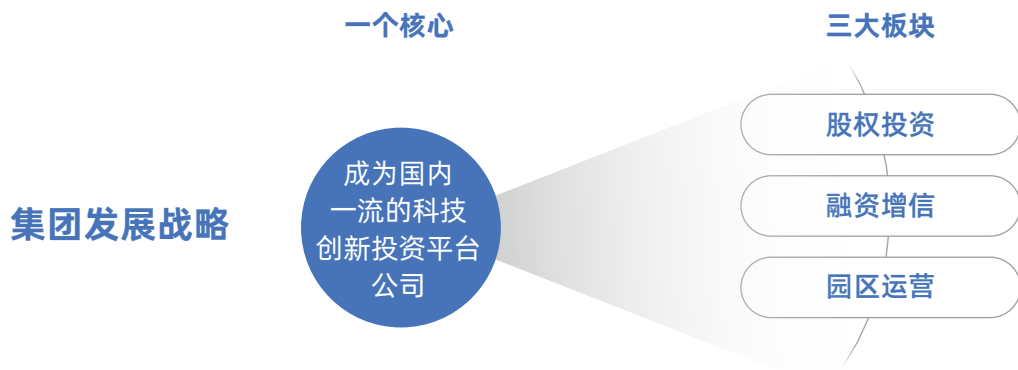 一个核心
三大板块
集团发展战略
成为国内
一流的科技
创新投资平台
公司
股权投资
融资增信
园区运营